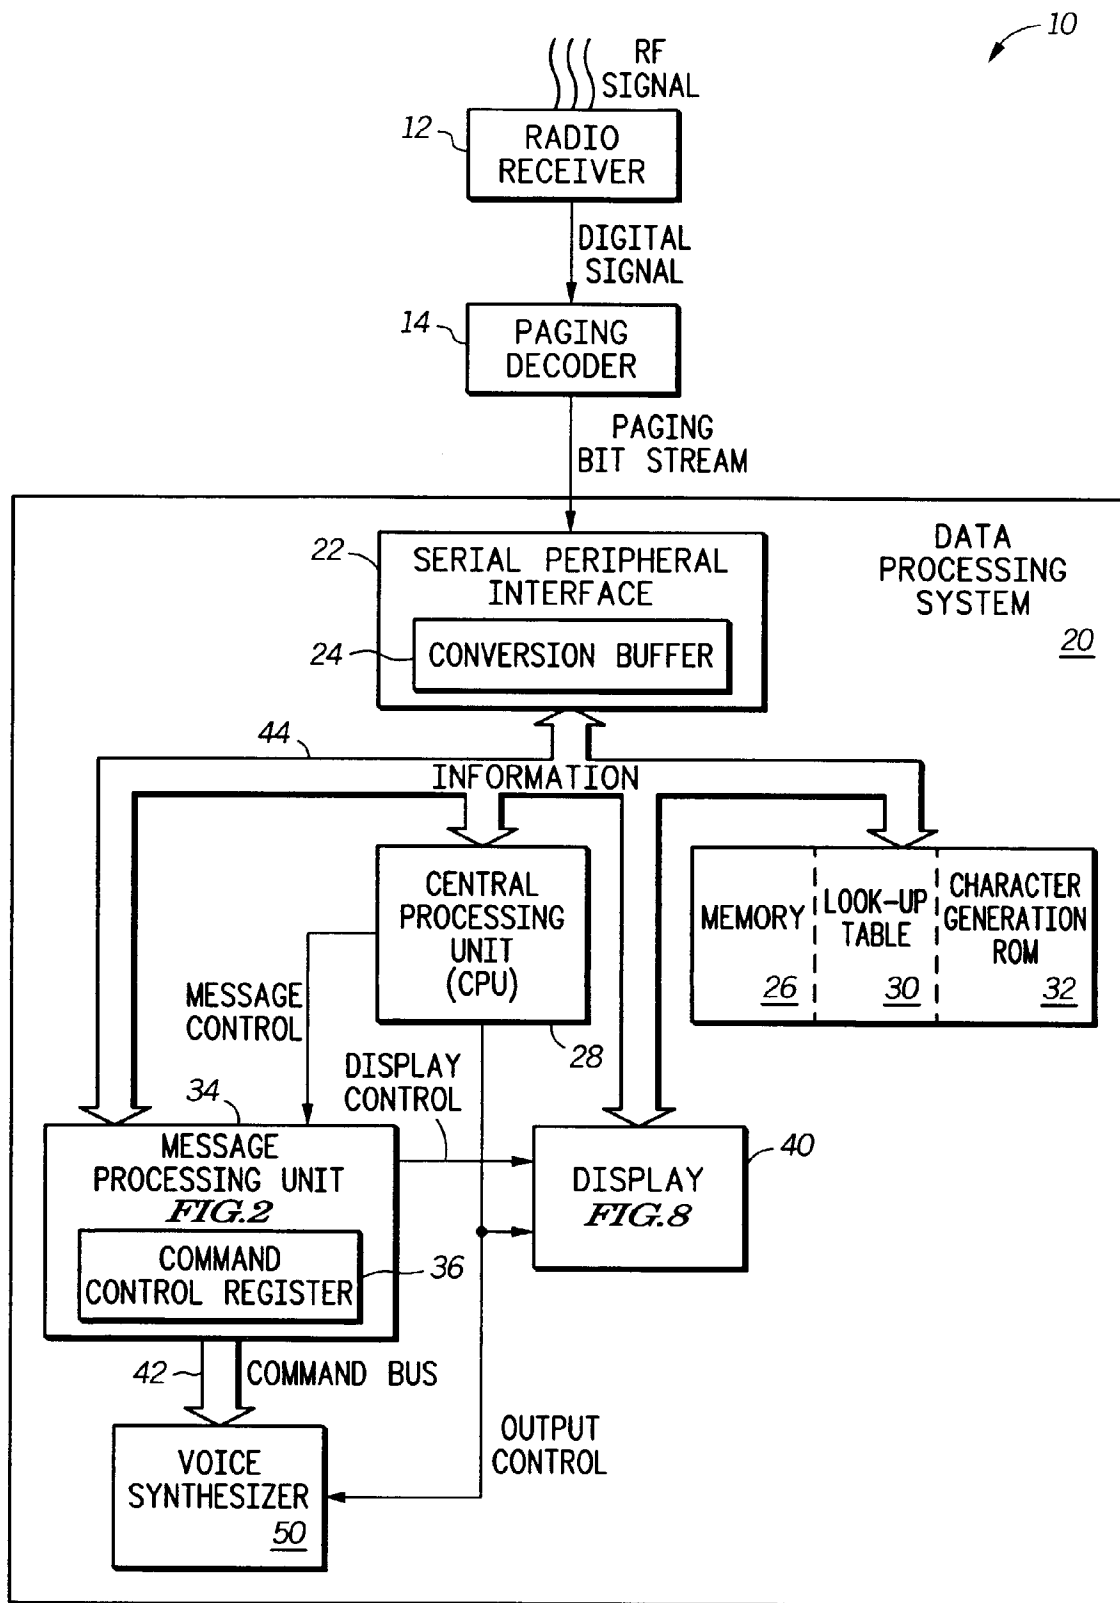 10
RF
SIGNAL
12
RADIO
RECEIVER
DIGITAL
SIGNAL
14
PAGING
DECODER
PAGING
BIT STREAM
DATA
PROCESSING
SYSTEM
20
22
SERIAL PERIPHERAL
INTERFACE
24
CONVERSION BUFFER
44
INFORMATION
CENTRAL
PROCESSING
UNIT
(CPU)
28
MEMORY
26
LOOK-UP
TABLE
30
CHARACTER
GENERATION
ROM
32
MESSAGE
CONTROL
DISPLAY
CONTROL
34
MESSAGE
PROCESSING UNIT
FIG.2
COMMAND
CONTROL REGISTER
36
DISPLAY
FIG.8
40
42
COMMAND BUS
OUTPUT
CONTROL
VOICE
SYNTHESIZER
50